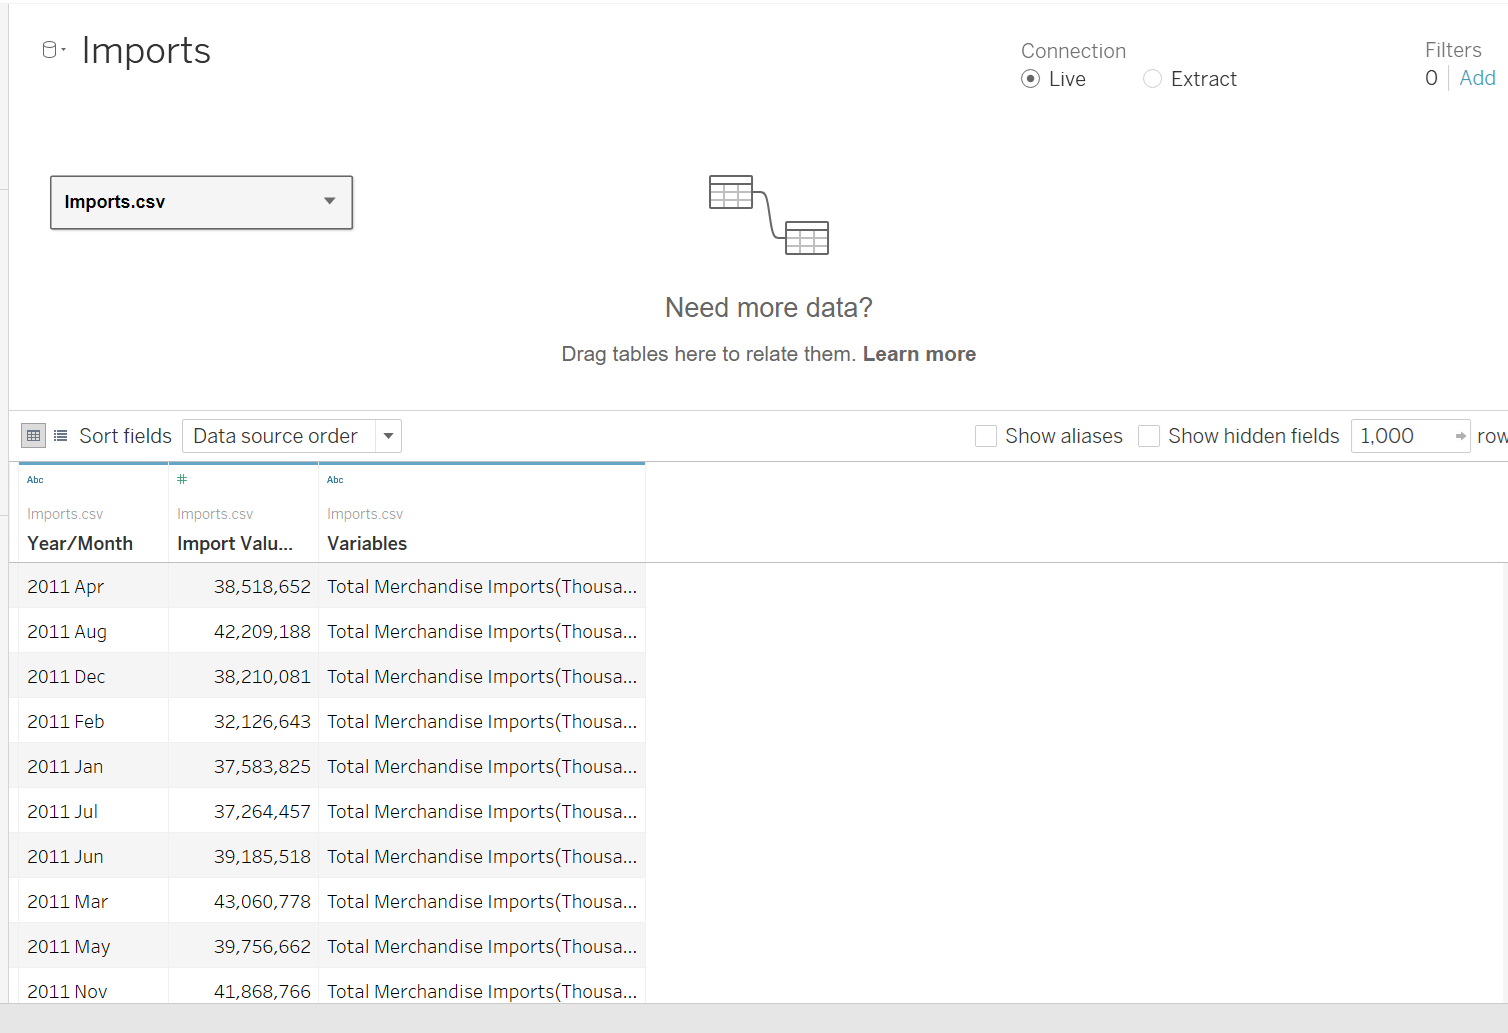 Imports
Connection
Live Extract
Filters
0 Add
Imports.csv
Need more data?
Drag tables here to relate them. Learn more
Sort fields Data source order Show aliases Show hidden fields 1,000 row
Abc # Abc
Imports.csv Imports.csv Imports.csv
Year/Month Import Valu... Variables
2011 Apr 38,518,652 Total Merchandise Imports(Thousa...
2011 Aug 42,209,188 Total Merchandise Imports(Thousa...
2011 Dec 38,210,081 Total Merchandise Imports(Thousa...
2011 Feb 32,126,643 Total Merchandise Imports(Thousa...
2011 Jan 37,583,825 Total Merchandise Imports(Thousa...
2011 Jul 37,264,457 Total Merchandise Imports(Thousa...
2011 Jun 39,185,518 Total Merchandise Imports(Thousa...
2011 Mar 43,060,778 Total Merchandise Imports(Thousa...
2011 May 39,756,662 Total Merchandise Imports(Thousa...
2011 Nov 41,868,766 Total Merchandise Imports(Thousa...